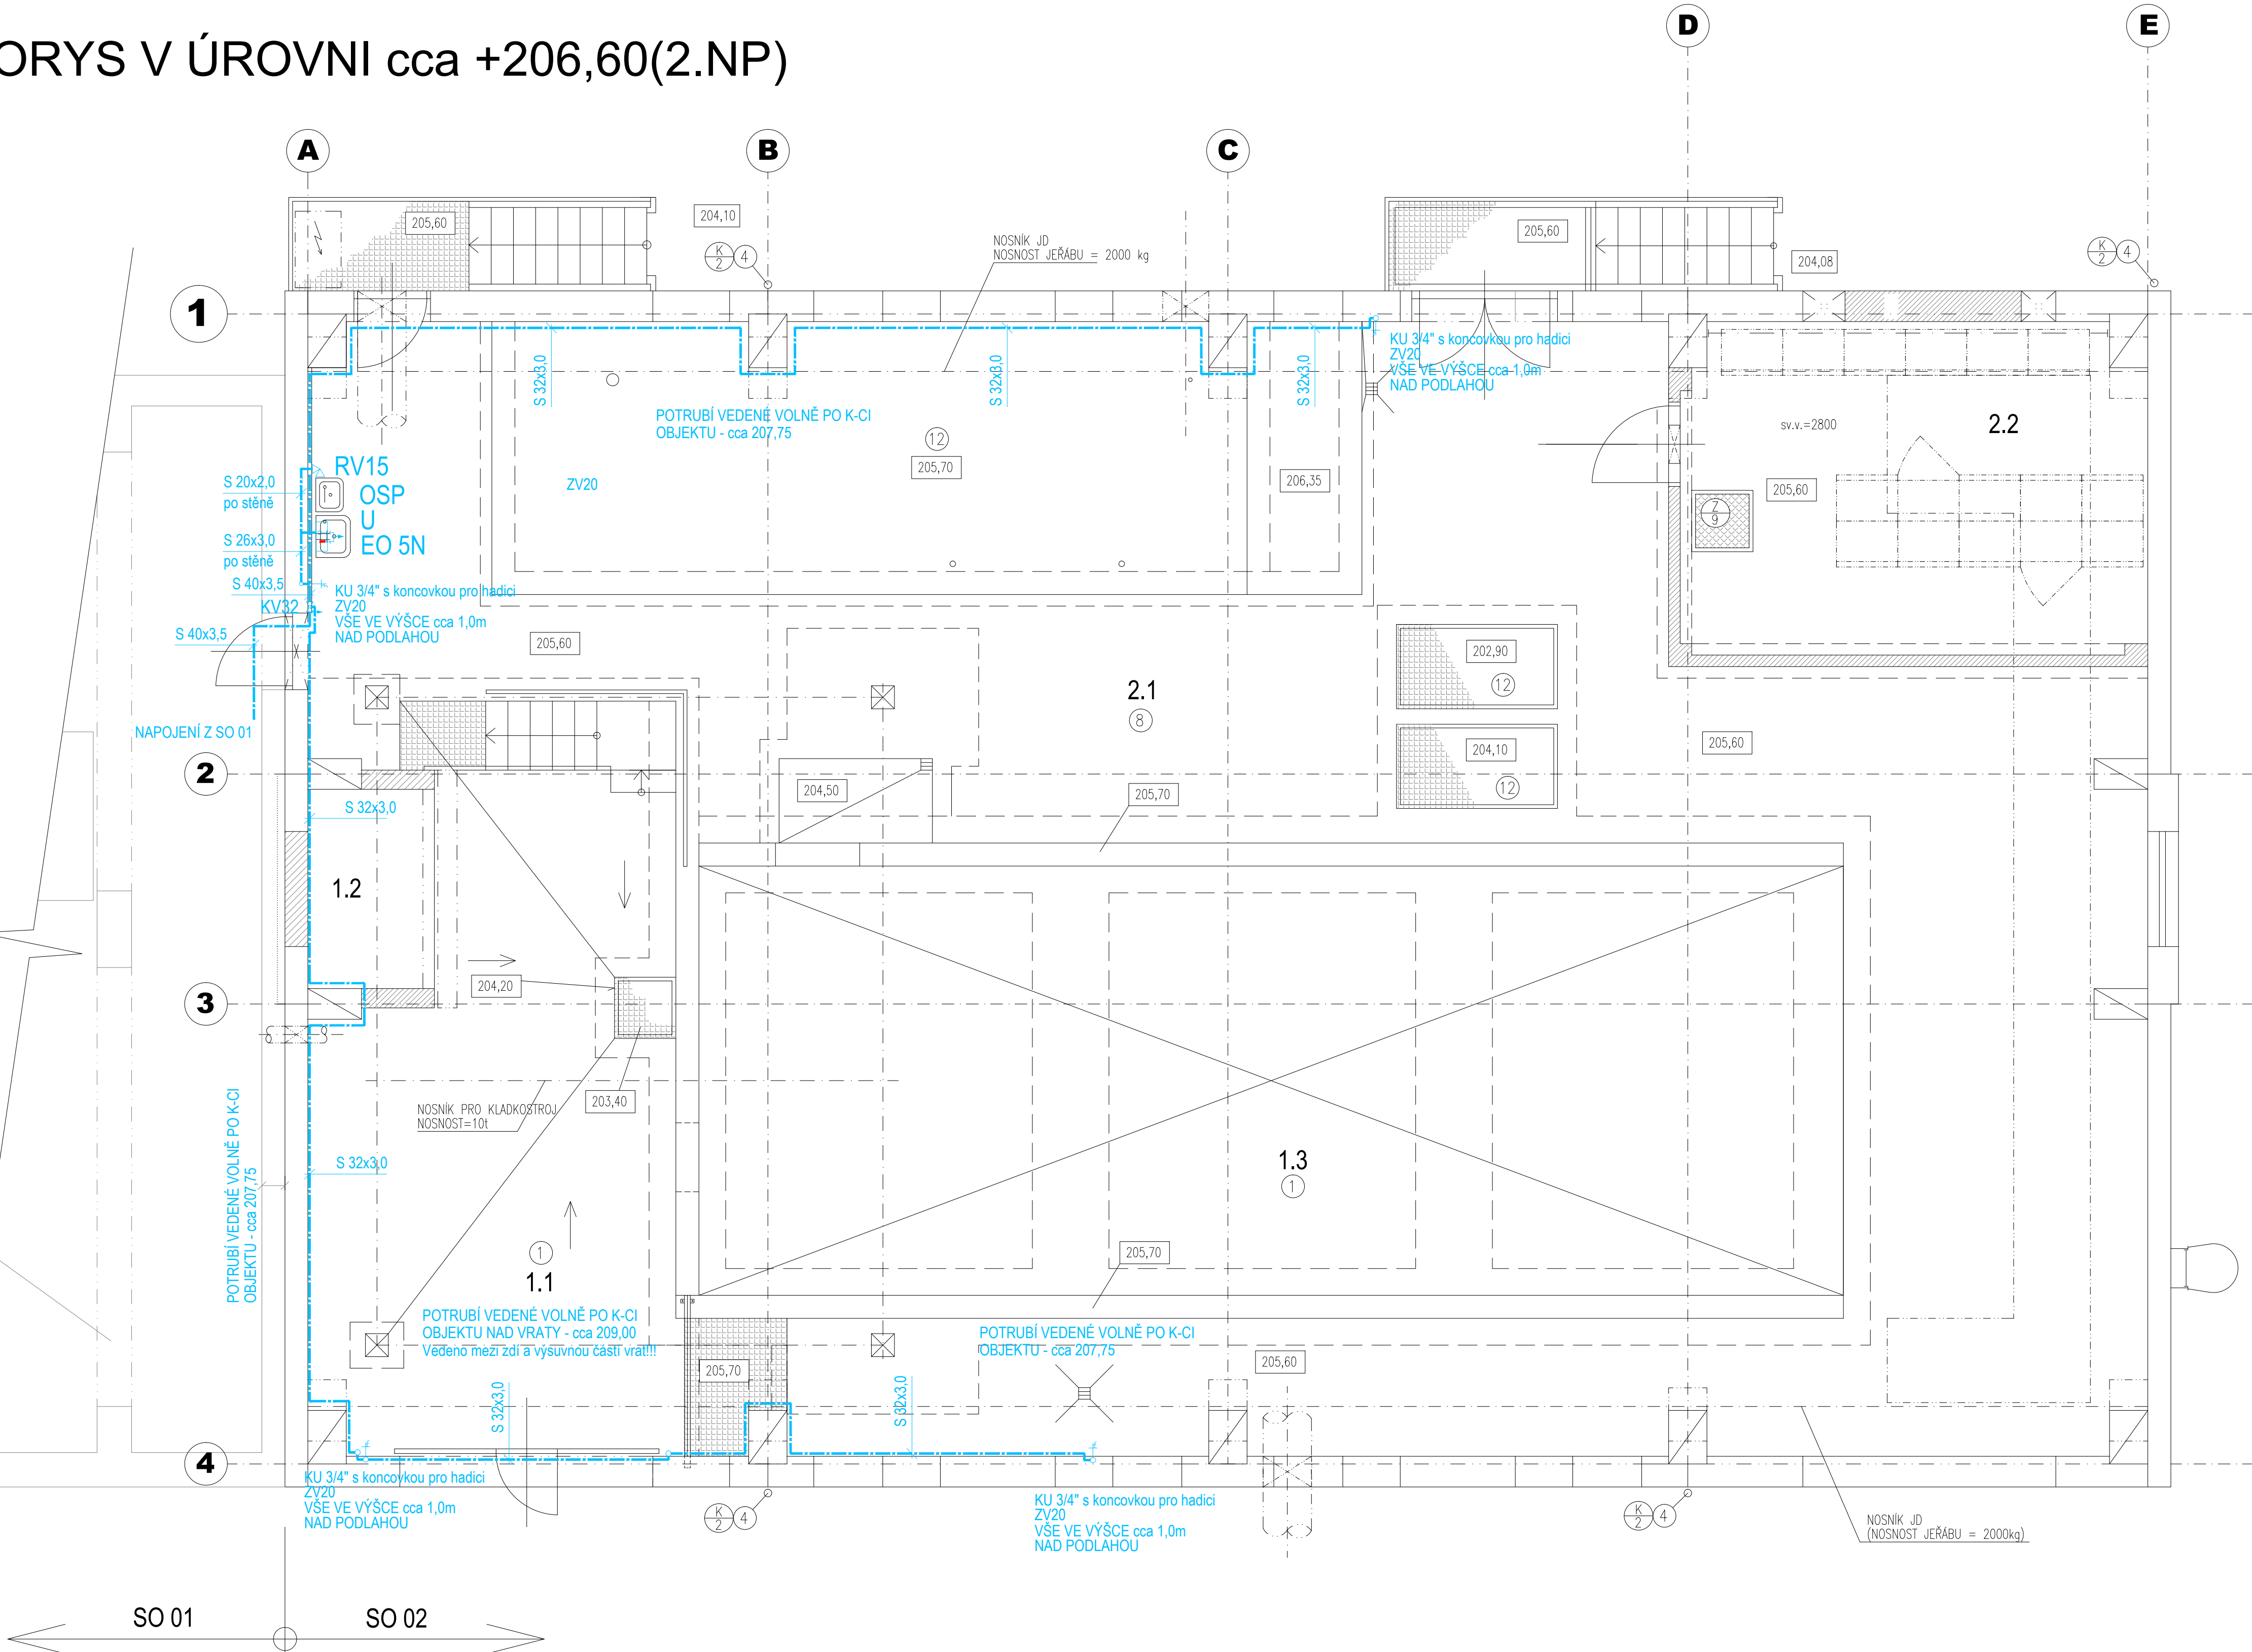 ORYS V ÚROVNI cca +206,60(2.NP)
A
B
C
D
E
1
2
3
4
205,60
204,10
K
2
4
NOSNÍK JD
NOSNOST JEŘÁBU = 2000 kg
205,60
204,08
K
2
4
S 32x3,0
S 32x3,0
S 32x3,0
KU 3/4" s koncovkou pro hadici
ZV20
VŠE VE VÝŠCE cca 1,0m
NAD PODLAHOU
POTRUBÍ VEDENÉ VOLNĚ PO K-CI
OBJEKTU - cca 207,75
12
205,70
206,35
ZV20
sv.v.=2800
2.2
205,60
Z
9
RV15
OSP
U
EO 5N
S 20x2,0
po stěně
S 26x3,0
po stěně
S 40x3,5
KV32
KU 3/4" s koncovkou pro hadici
ZV20
VŠE VE VÝŠCE cca 1,0m
NAD PODLAHOU
S 40x3,5
205,60
NAPOJENÍ Z SO 01
2.1
8
202,90
12
204,10
12
205,60
204,50
205,70
S 32x3,0
1.2
204,20
203,40
NOSNÍK PRO KLADKOSTROJ
NOSNOST=10t
POTRUBÍ VEDENÉ VOLNĚ PO K-CI
OBJEKTU - cca 207,75
S 32x3,0
1.3
1
1
1.1
205,70
POTRUBÍ VEDENÉ VOLNĚ PO K-CI
OBJEKTU NAD VRATY - cca 209,00
Vedeno mezi zdí a výsuvnou částí vrat!!!
POTRUBÍ VEDENÉ VOLNĚ PO K-CI
OBJEKTU - cca 207,75
205,70
205,60
S 32x3,0
S 32x3,0
KU 3/4" s koncovkou pro hadici
ZV20
VŠE VE VÝŠCE cca 1,0m
NAD PODLAHOU
K
2
4
KU 3/4" s koncovkou pro hadici
ZV20
VŠE VE VÝŠCE cca 1,0m
NAD PODLAHOU
K
2
4
NOSNÍK JD
(NOSNOST JEŘÁBU = 2000kg)
SO 01
SO 02